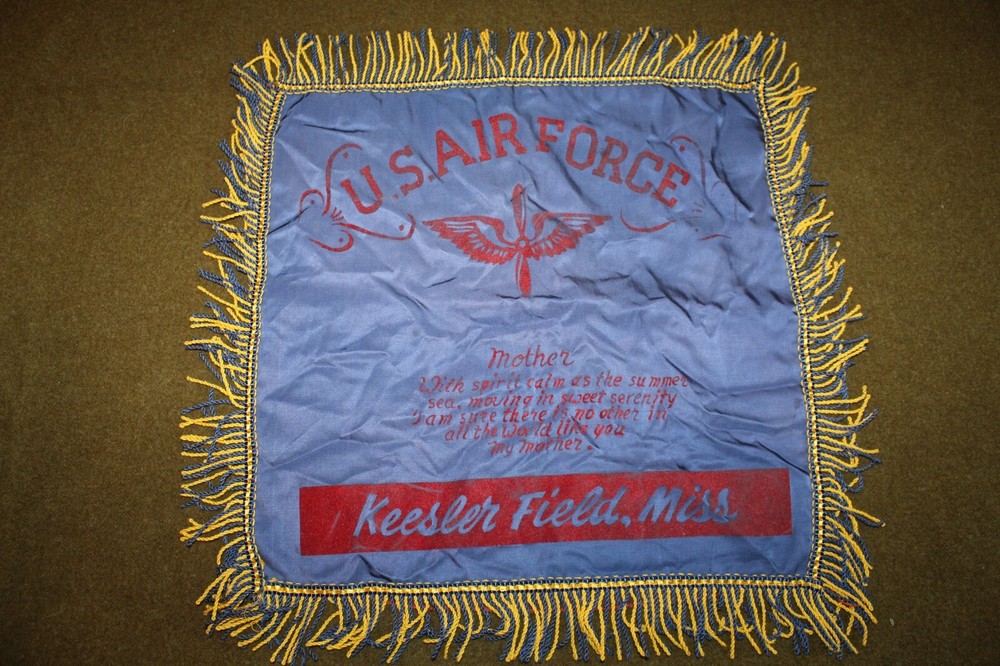 U.S. AIR FORCE
Mother
With spirit calm as the summer
sea, moving in sweet serenity
I am sure there is no other in
all the World like you
My Mother.
Keesler Field, Miss